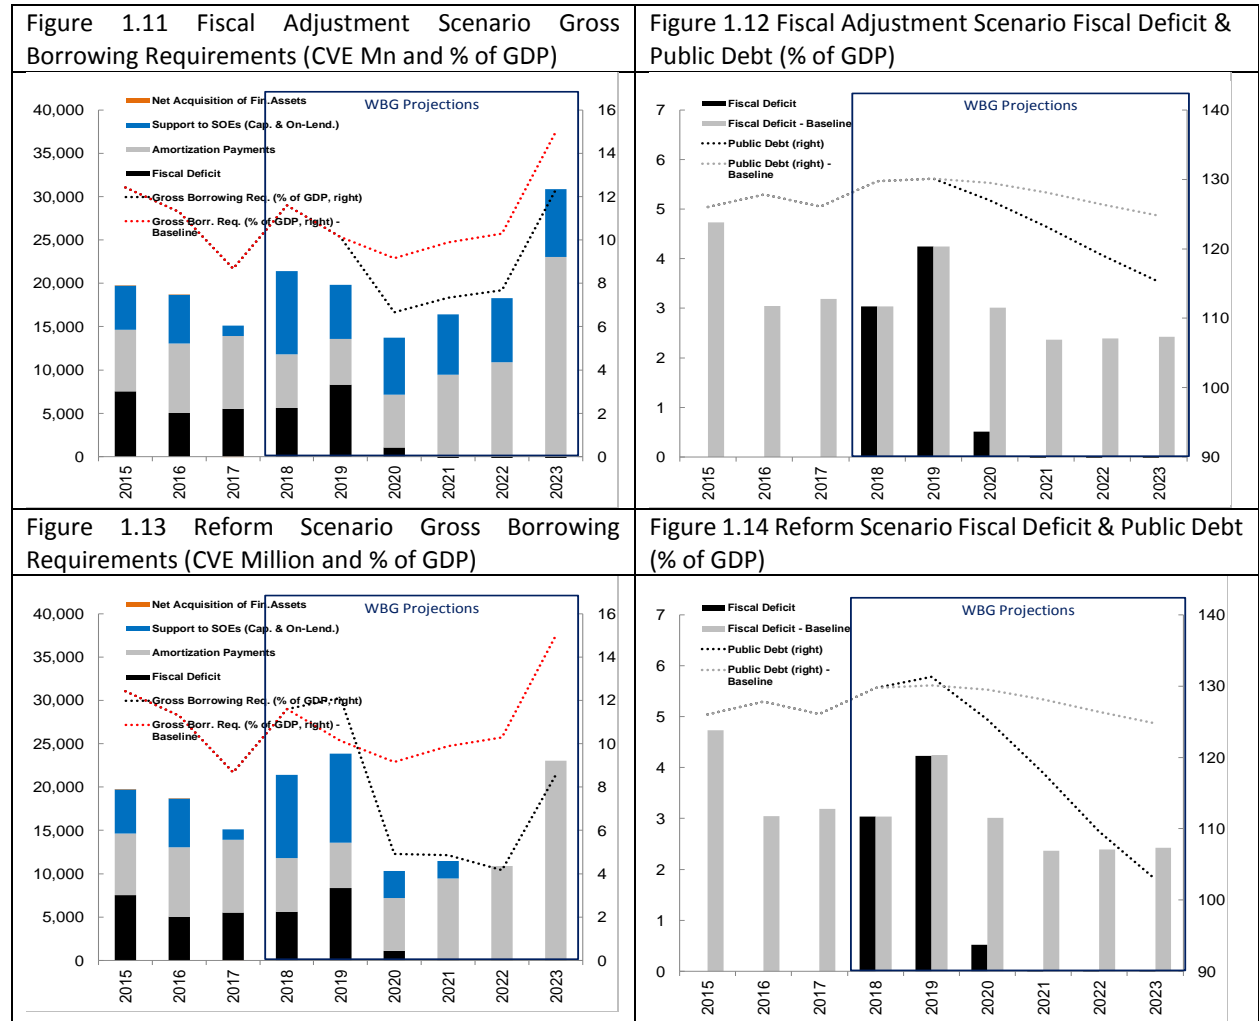 Figure 1.11 Fiscal Adjustment Scenario Gross
Borrowing Requirements (CVE Mn and % of GDP)
40,000
35,000
30,000
25,000
20,000
15,000
10,000
5,000
0
Net Acquisition of Fin.Assets
Support to SOEs (Cap. & On-Lend.)
Amortization Payments
Fiscal Deficit
Gross Borrowing Req. (% of GDP, right)
Gross Borr. Req. (% of GDP, right) -
Baseline
WBG Projections
16
14
12
10
8
6
4
2
0
2015
2016
2017
2018
2019
2020
2021
2022
2023
Figure 1.12 Fiscal Adjustment Scenario Fiscal Deficit &
Public Debt (% of GDP)
7
6
5
4
3
2
1
0
Fiscal Deficit
Fiscal Deficit - Baseline
Public Debt (right)
Public Debt (right) -
Baseline
WBG Projections
140
130
120
110
100
90
2015
2016
2017
2018
2019
2020
2021
2022
2023
Figure 1.13 Reform Scenario Gross Borrowing
Requirements (CVE Million and % of GDP)
40,000
35,000
30,000
25,000
20,000
15,000
10,000
5,000
0
Net Acquisition of Fin.Assets
Support to SOEs (Cap. & On-Lend.)
Amortization Payments
Fiscal Deficit
Gross Borrowing Req. (% of GDP, right)
Gross Borr. Req. (% of GDP, right) -
Baseline
WBG Projections
16
14
12
10
8
6
4
2
0
2015
2016
2017
2018
2019
2020
2021
2022
2023
Figure 1.14 Reform Scenario Fiscal Deficit & Public Debt
(% of GDP)
7
6
5
4
3
2
1
0
Fiscal Deficit
Fiscal Deficit - Baseline
Public Debt (right)
Public Debt (right) -
Baseline
WBG Projections
140
130
120
110
100
90
2015
2016
2017
2018
2019
2020
2021
2022
2023